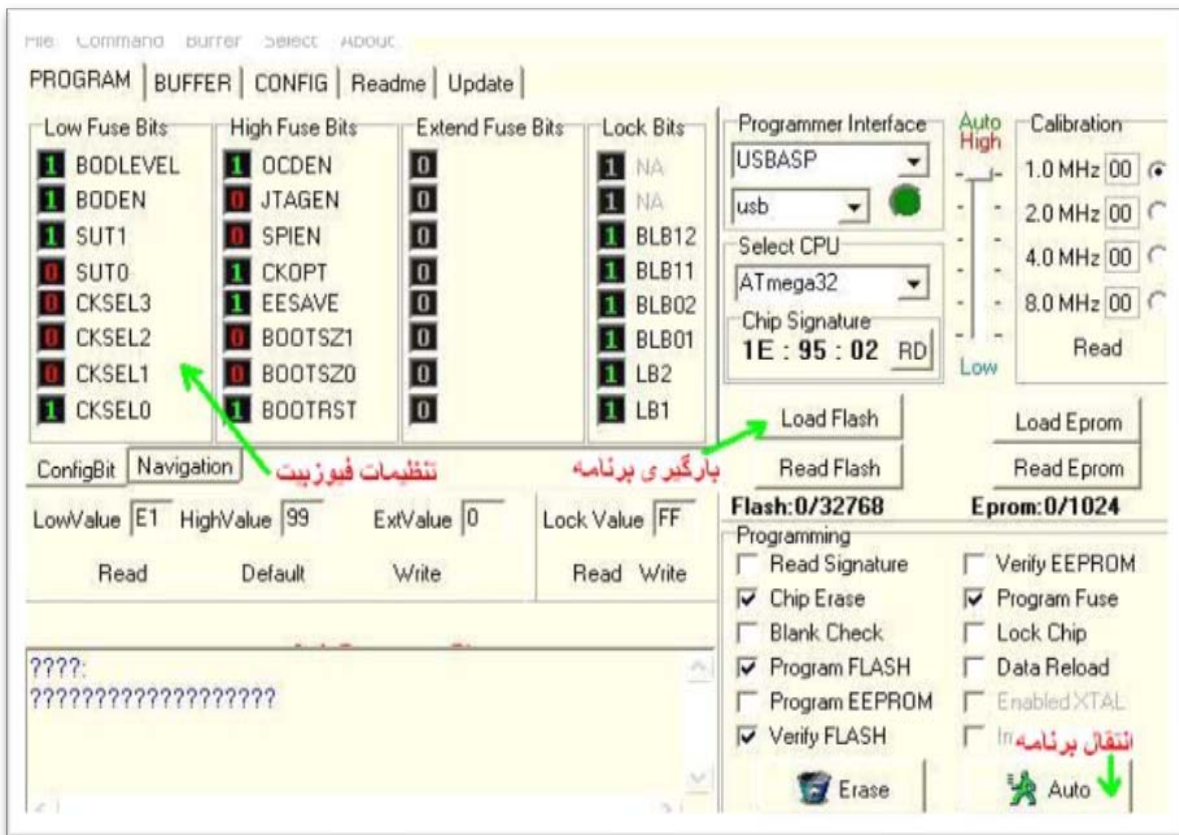 File Command Buffer Select About
PROGRAM BUFFER CONFIG Readme Update
Low Fuse Bits
1 BODLEVEL
1 BODEN
1 SUT1
0 SUT0
0 CKSEL3
0 CKSEL2
0 CKSEL1
1 CKSEL0
High Fuse Bits
1 OCDEN
0 JTAGEN
0 SPIEN
1 CKOPT
1 EESAVE
0 BOOTSZ1
0 BOOTSZ0
1 BOOTRST
Extend Fuse Bits
0
0
0
0
0
0
0
0
Lock Bits
1 NA
1 NA
1 BLB12
1 BLB11
1 BLB02
1 BLB01
1 LB2
1 LB1
ConfigBit Navigation
تنظیمات فیوزبیت
LowValue E1 HighValue 99 ExtValue 0 Lock Value FF
Read Default Write Read Write
????:
???????????????????
Programmer Interface
USBASP
usb
Select CPU
ATmega32
Chip Signature
1E : 95 : 02 RD
Auto
High
Low
Calibration
1.0 MHz 00
2.0 MHz 00
4.0 MHz 00
8.0 MHz 00
Read
بارگیری برنامه
Load Flash Load Eprom
Read Flash Read Eprom
Flash:0/32768 Eprom:0/1024
Programming
Read Signature Verify EEPROM
Chip Erase Program Fuse
Blank Check Lock Chip
Program FLASH Data Reload
Program EEPROM Enabled XTAL
Verify FLASH
انتقال برنامه
Erase Auto